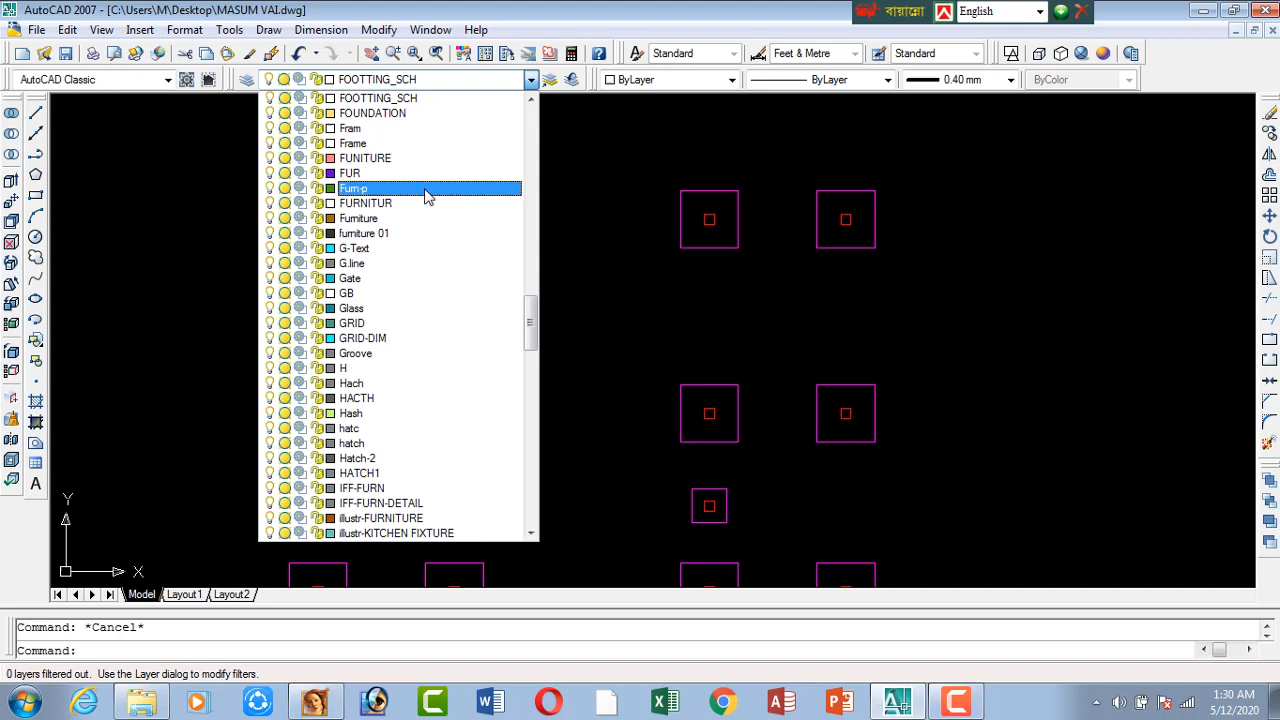 AutoCAD 2007 - [C:\Users\M\Desktop\MASUM VAI.dwg]
বায়ান্নো
English
File Edit View Insert Format Tools Draw Dimension Modify Window Help
Standard Feet & Metre Standard
AutoCAD Classic FOOTTING_SCH ByLayer ByLayer 0.40 mm ByColor
FOOTTING_SCH
FOUNDATION
Fram
Frame
FUNITURE
FUR
Furn-p
FURNITUR
Furniture
furniture 01
G-Text
G.line
Gate
GB
Glass
GRID
GRID-DIM
Groove
H
Hach
HACTH
Hash
hatc
hatch
Hatch-2
HATCH1
IFF-FURN
IFF-FURN-DETAIL
illustr-FURNITURE
illustr-KITCHEN FIXTURE
Y
X
Model Layout1 Layout2
Command: *Cancel*
Command:
0 layers filtered out. Use the Layer dialog to modify filters.
1:30 AM
5/12/2020